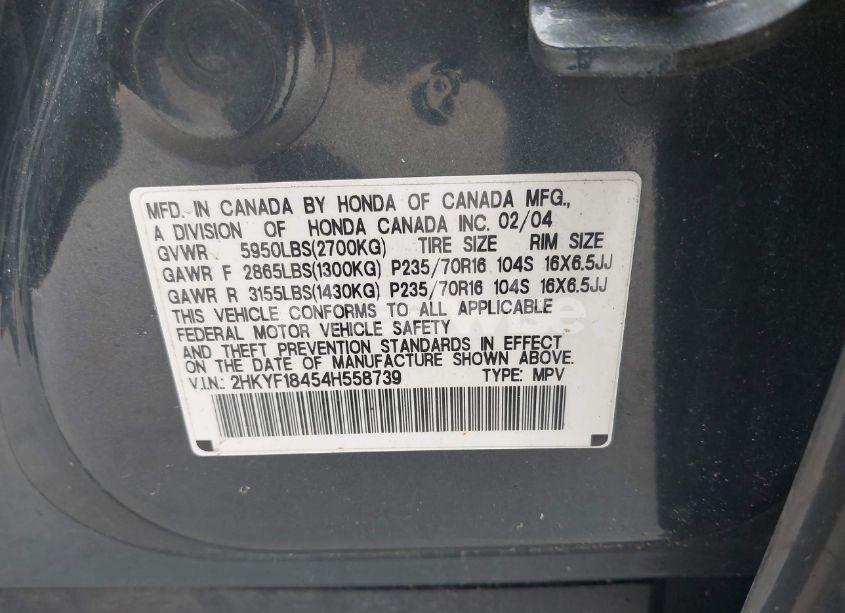 MFD. IN CANADA BY HONDA OF CANADA MFG.,
A DIVISION OF HONDA CANADA INC. 02/04
GVWR 5950LBS(2700KG) TIRE SIZE RIM SIZE
GAWR F 2865LBS(1300KG) P235/70R16 104S 16X6.5JJ
GAWR R 3155LBS(1430KG) P235/70R16 104S 16X6.5JJ
THIS VEHICLE CONFORMS TO ALL APPLICABLE
FEDERAL MOTOR VEHICLE SAFETY
AND THEFT PREVENTION STANDARDS IN EFFECT
ON THE DATE OF MANUFACTURE SHOWN ABOVE.
V.I.N.: 2HKYF18454H558739 TYPE: MPV